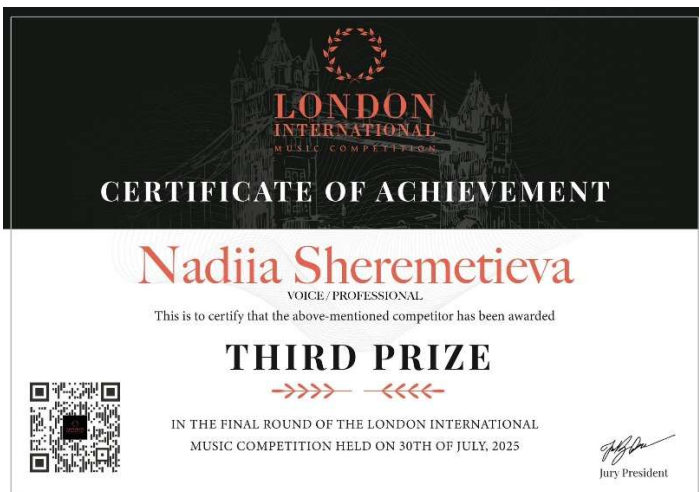 LONDON
INTERNATIONAL
MUSIC COMPETITION
CERTIFICATE OF ACHIEVEMENT
Nadiia Sheremetieva
VOICE / PROFESSIONAL
This is to certify that the above-mentioned competitor has been awarded
THIRD PRIZE
IN THE FINAL ROUND OF THE LONDON INTERNATIONAL
MUSIC COMPETITION HELD ON 30TH OF JULY, 2025
Jury President